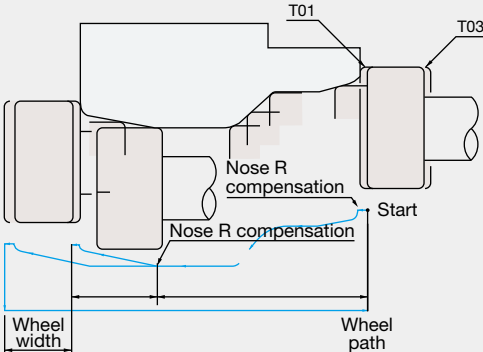 T01
T03
Nose R
compensation
Start
Nose R compensation
Wheel
width
Wheel
path